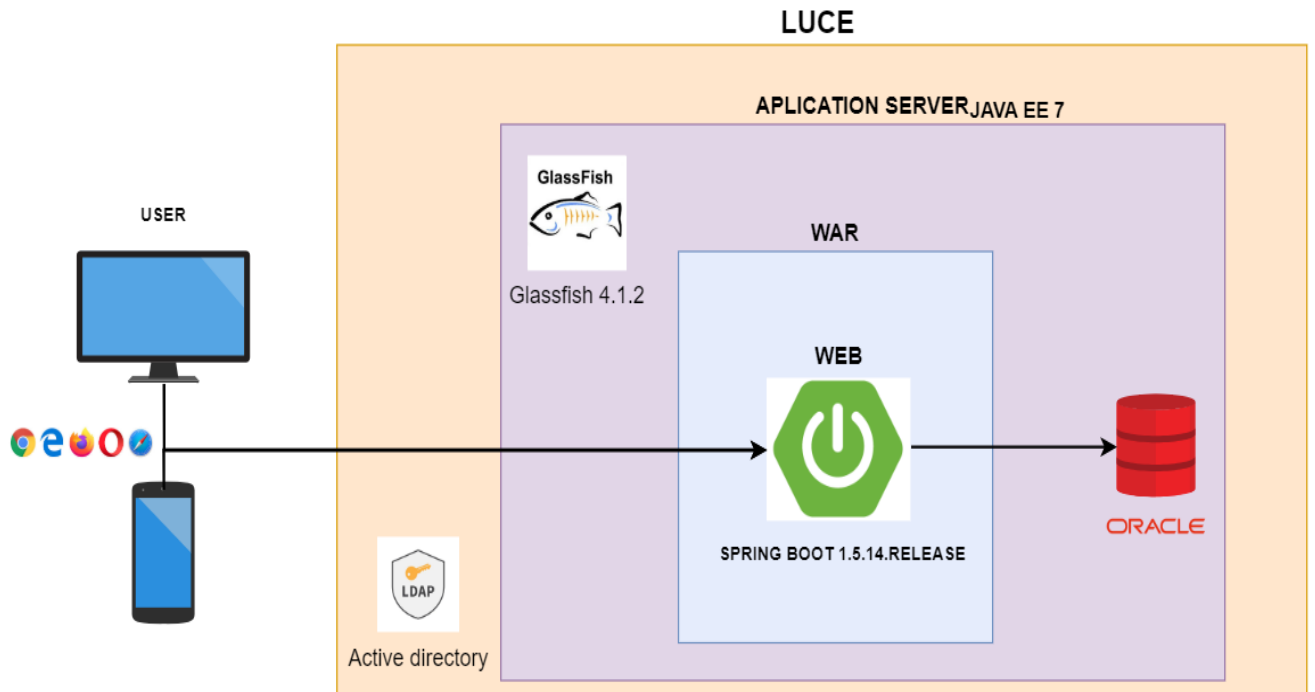 LUCE
APLICATION SERVER JAVA EE 7
GlassFish
Glassfish 4.1.2
USER
WAR
WEB
SPRING BOOT 1.5.14.RELEASE
ORACLE
LDAP
Active directory